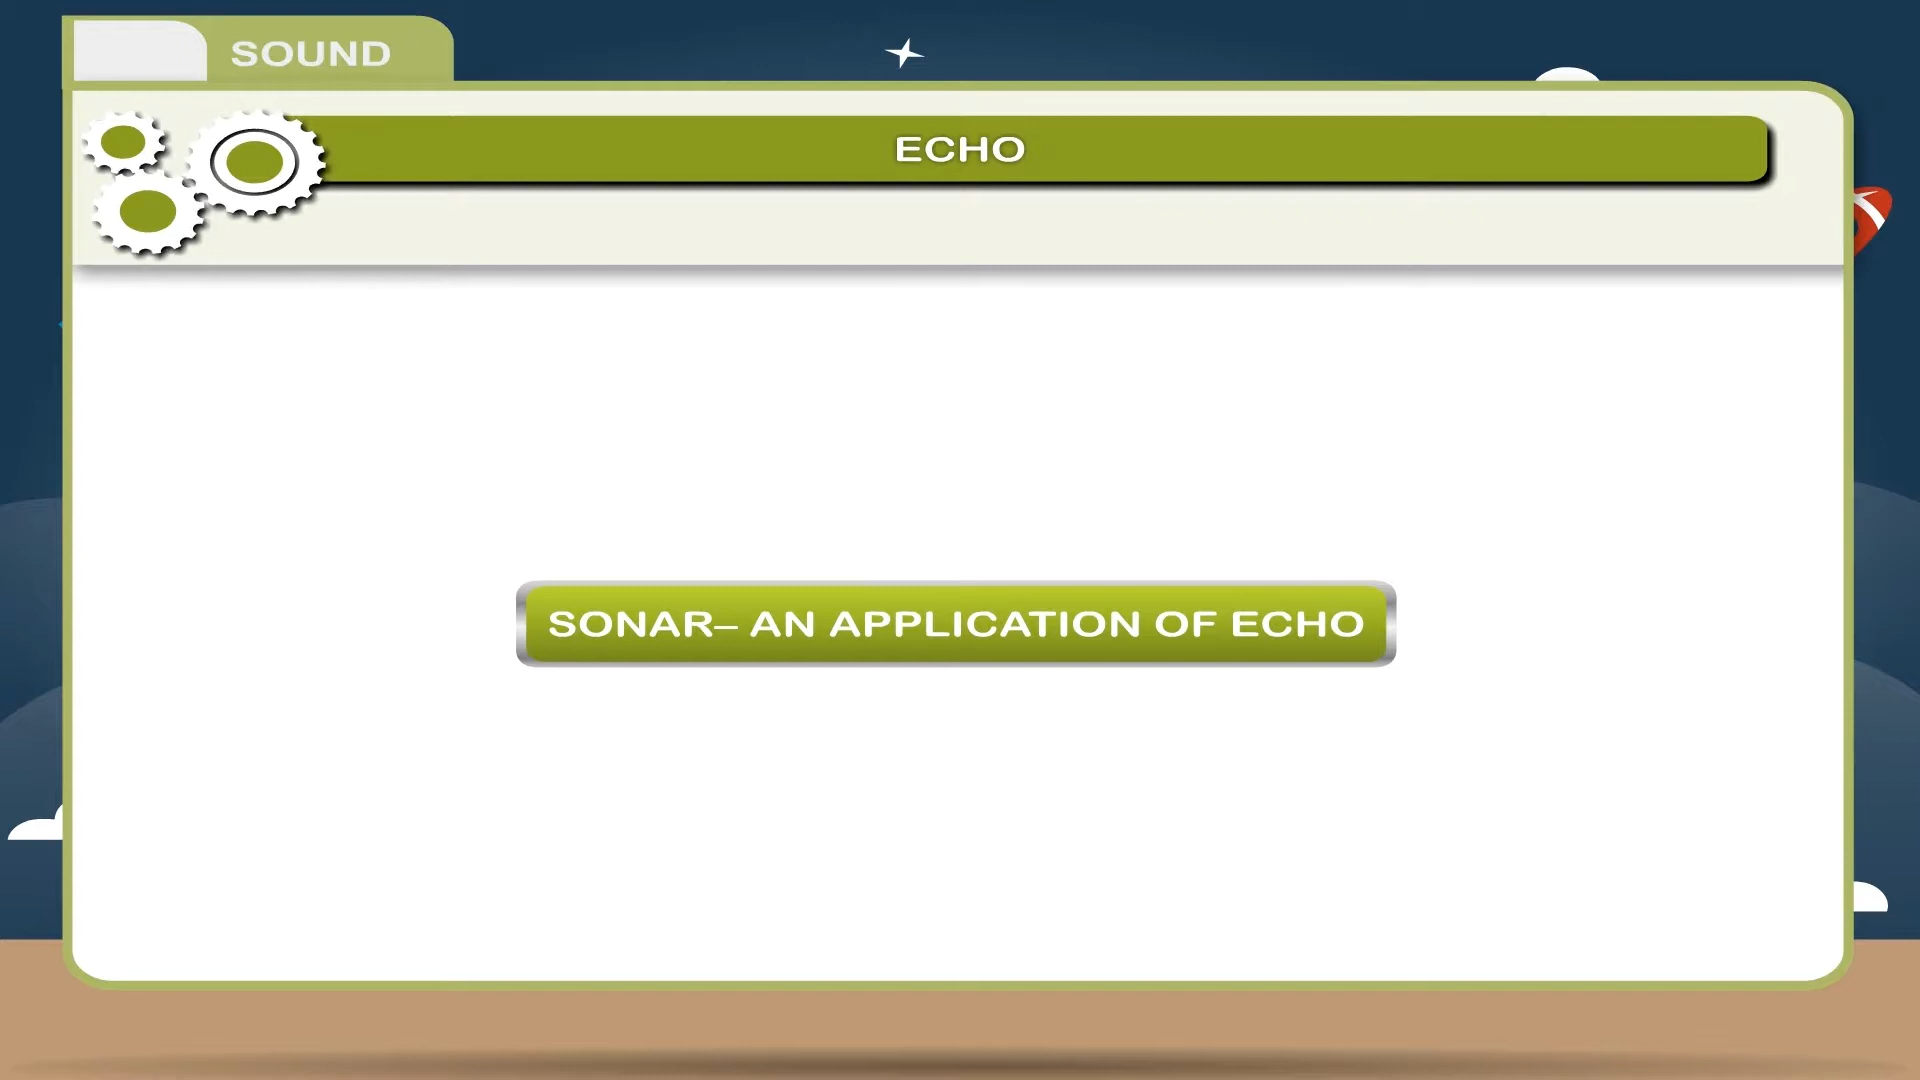 SOUND
ECHO
SONAR– AN APPLICATION OF ECHO